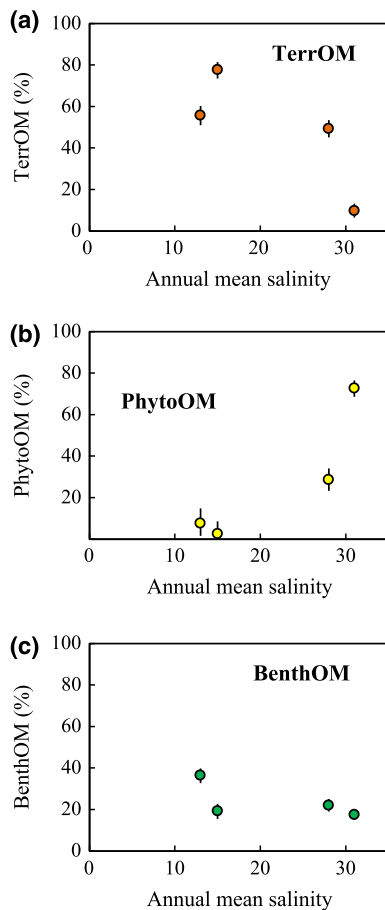 (a)
TerrOM
TerrOM (%)
100
80
60
40
20
0
0 10 20 30
Annual mean salinity
(b)
PhytoOM
PhytoOM (%)
100
80
60
40
20
0 10 20 30
Annual mean salinity
(c)
BenthOM
BenthOM (%)
100
80
60
40
20
0
0 10 20 30
Annual mean salinity